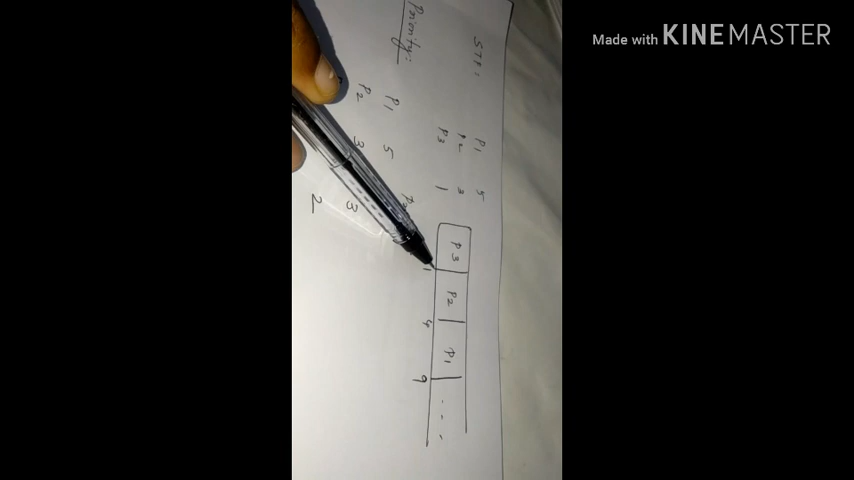 Made with KINEMASTER
STP:
P1 5
P2 3
P3 1
P3 P2 P1 ...
1 4 9
Priority:
P1 5
P2 3 3
2